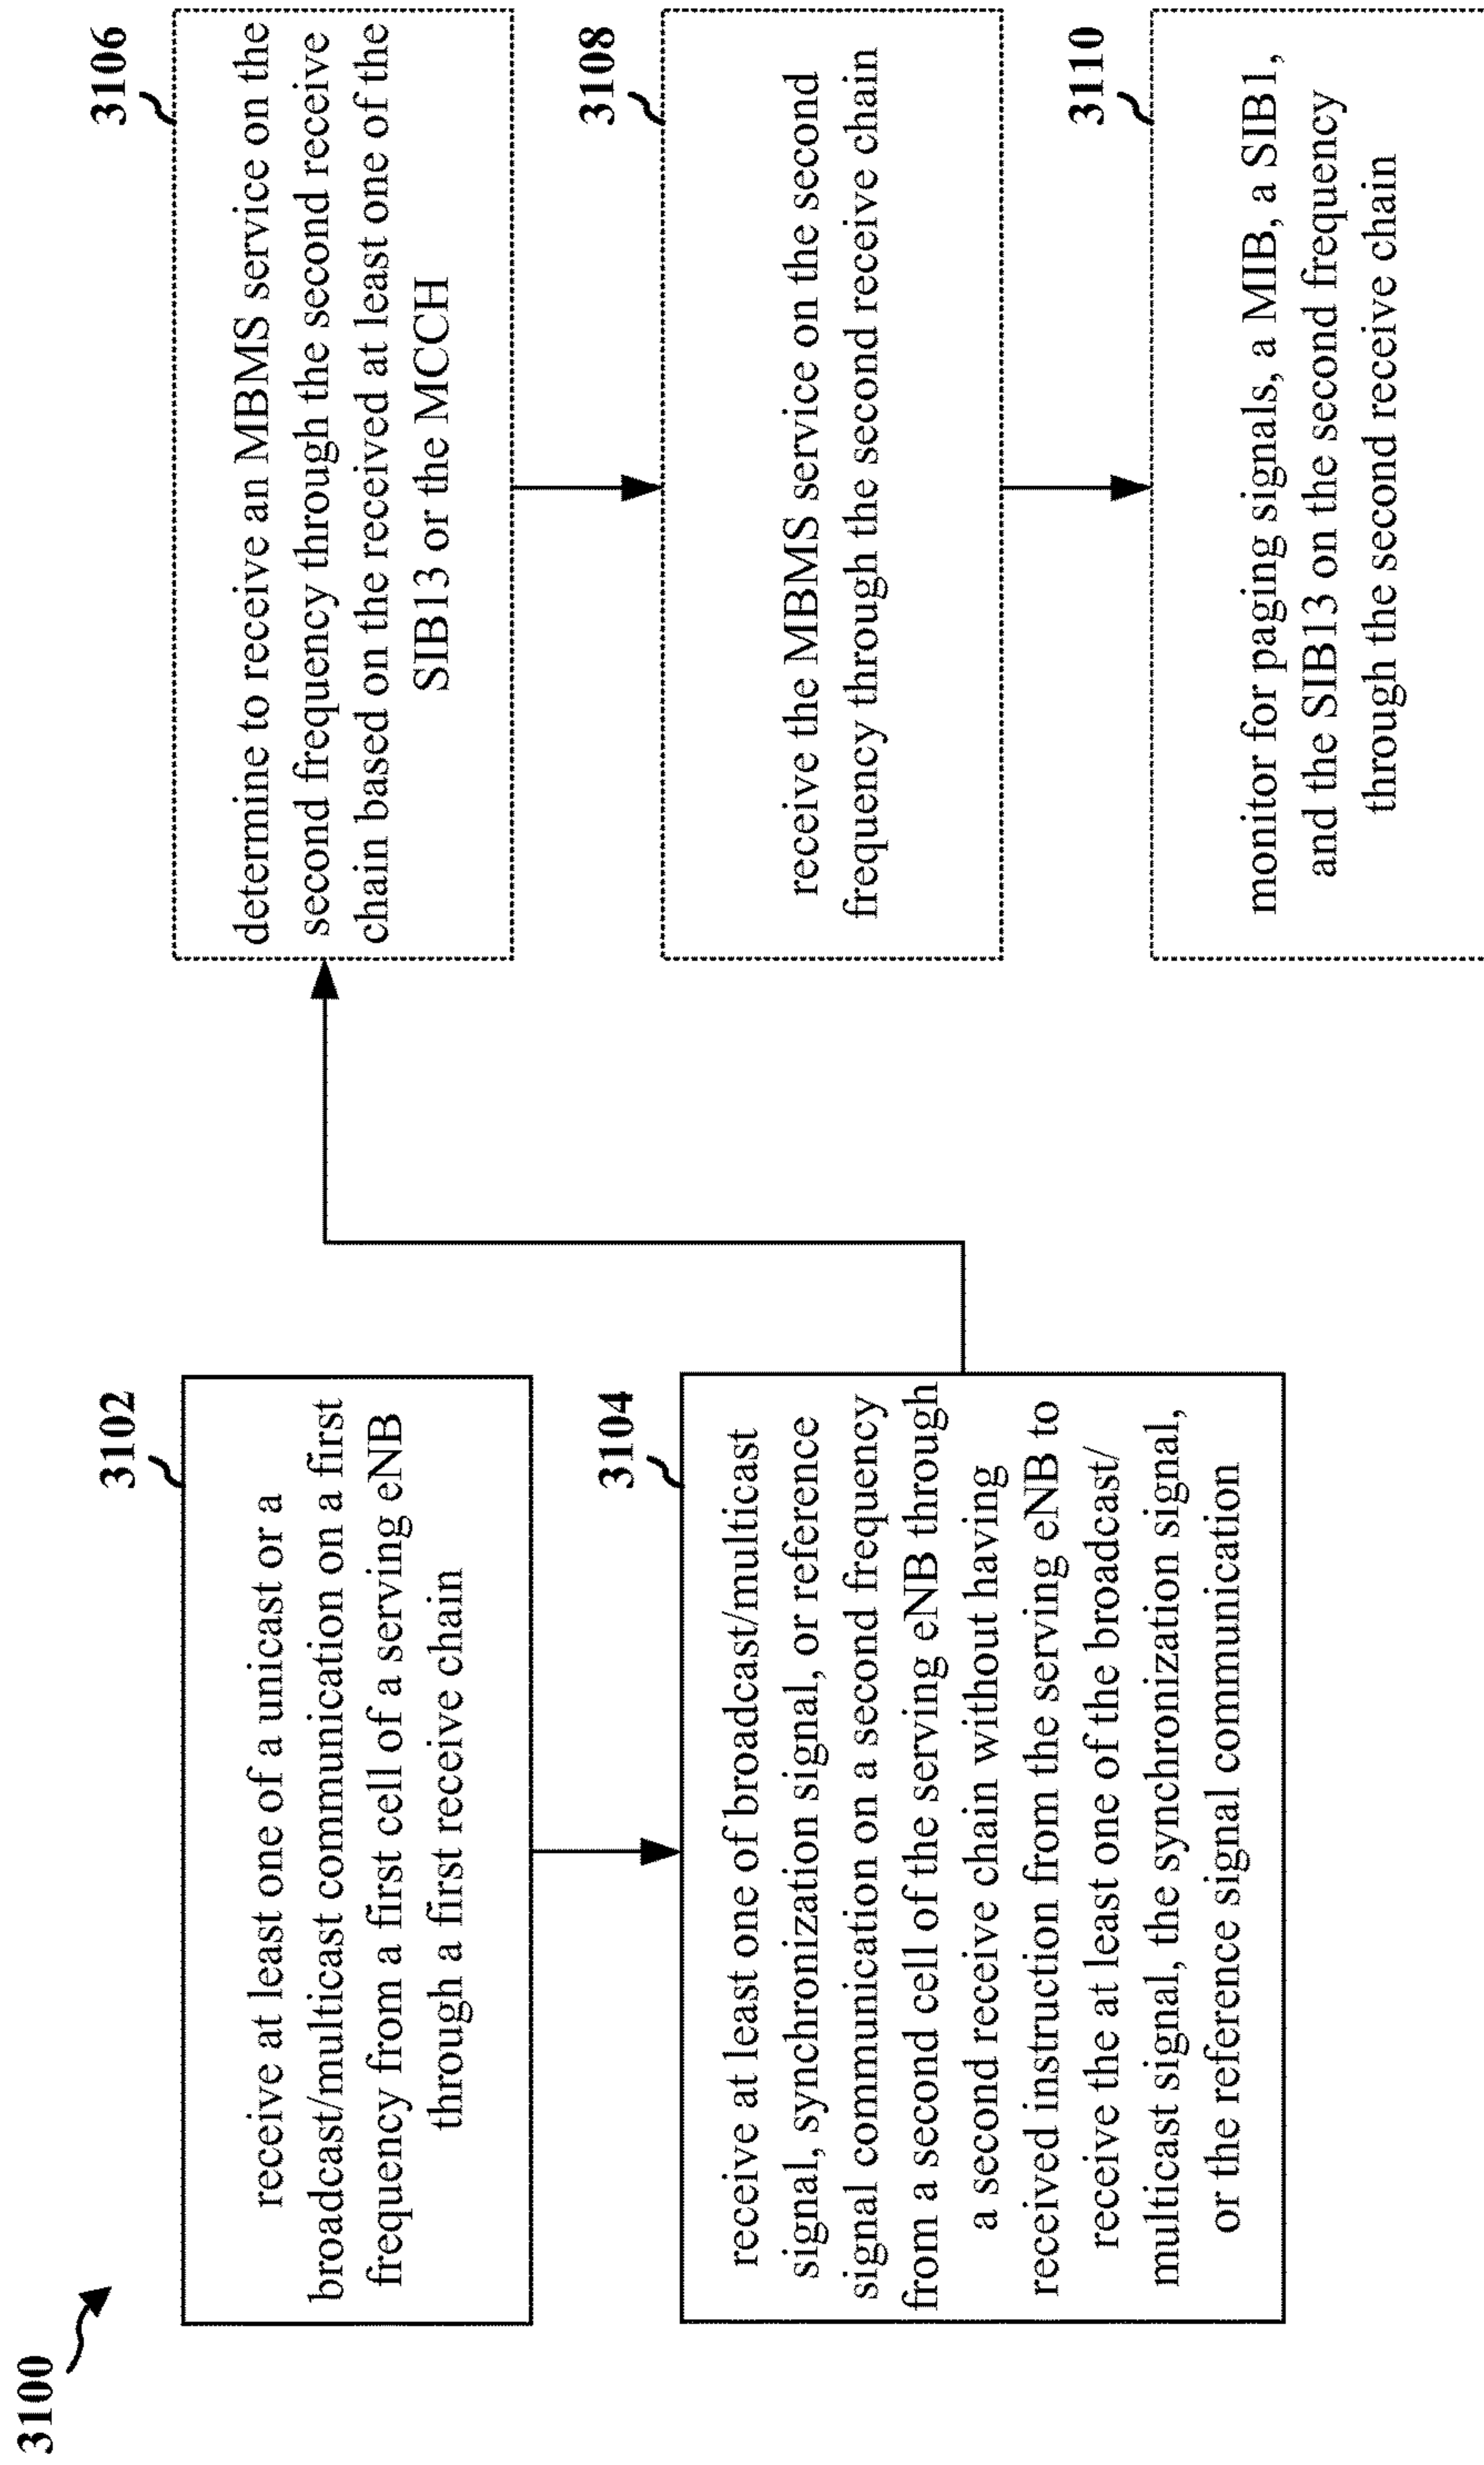 3100
3102
receive at least one of a unicast or a
broadcast/multicast communication on a first
frequency from a first cell of a serving eNB
through a first receive chain
3104
receive at least one of broadcast/multicast
signal, synchronization signal, or reference
signal communication on a second frequency
from a second cell of the serving eNB through
a second receive chain without having
received instruction from the serving eNB to
receive the at least one of the broadcast/
multicast signal, the synchronization signal,
or the reference signal communication
3106
determine to receive an MBMS service on the
second frequency through the second receive
chain based on the received at least one of the
SIB13 or the MCCH
3108
receive the MBMS service on the second
frequency through the second receive chain
3110
monitor for paging signals, a MIB, a SIB1,
and the SIB13 on the second frequency
through the second receive chain